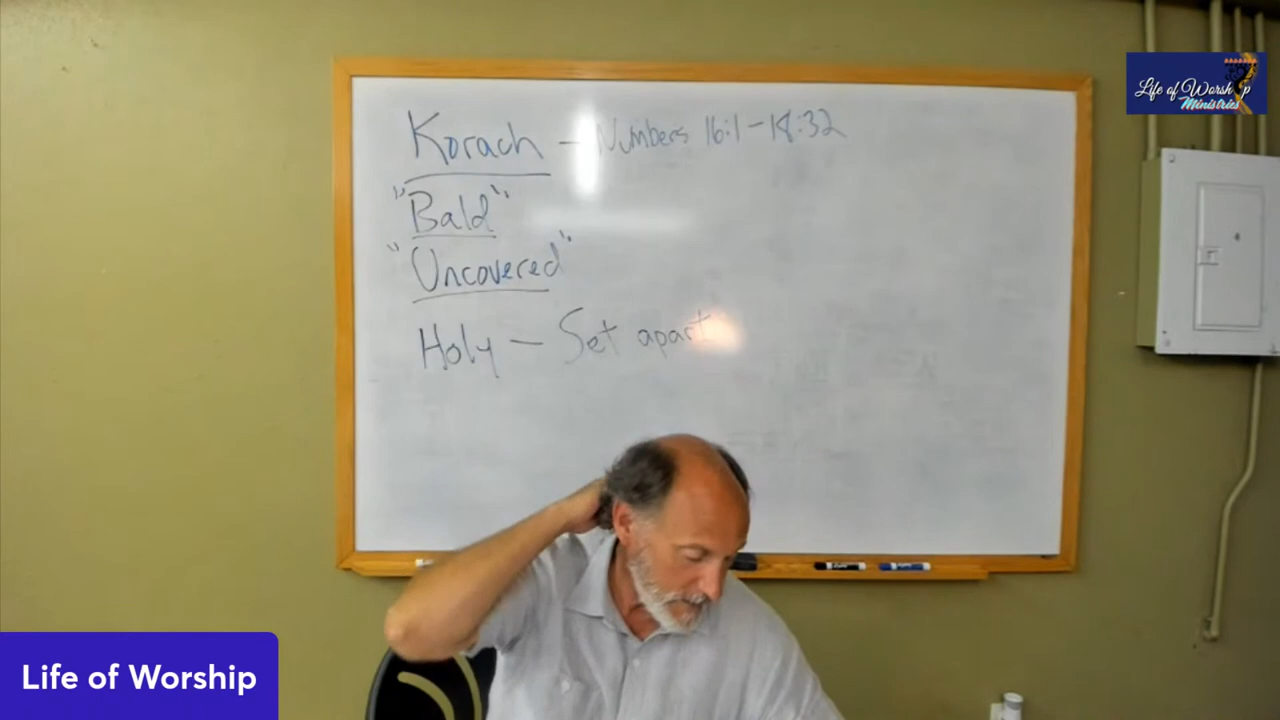 Korach - Numbers 16:1-18:32
"Bald"
"Uncovered"
Holy - Set apart
Life of Worship
Ministries
Life of Worship